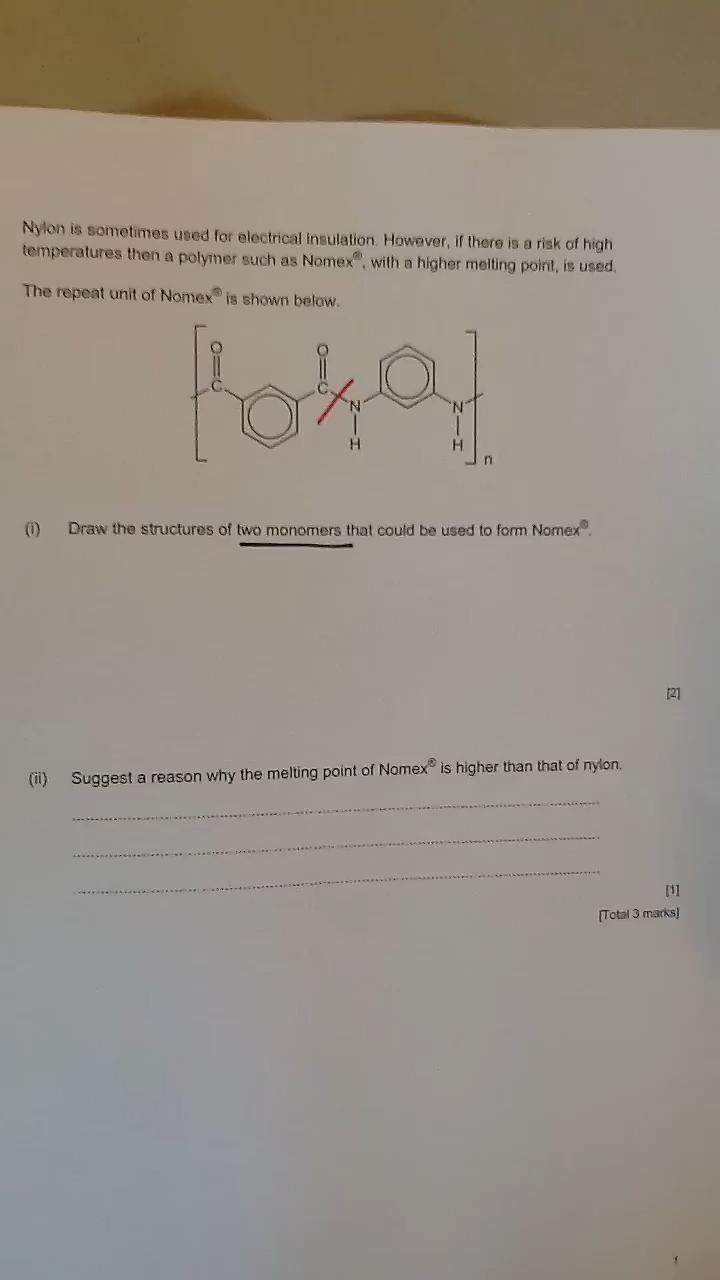 Nylon is sometimes used for electrical insulation. However, if there is a risk of high
temperatures then a polymer such as Nomex®, with a higher melting point, is used.
The repeat unit of Nomex® is shown below.
O
O
C
C
N
N
H
H
n
(i) Draw the structures of two monomers that could be used to form Nomex®.
[2]
(ii) Suggest a reason why the melting point of Nomex® is higher than that of nylon.
[1]
[Total 3 marks]
1